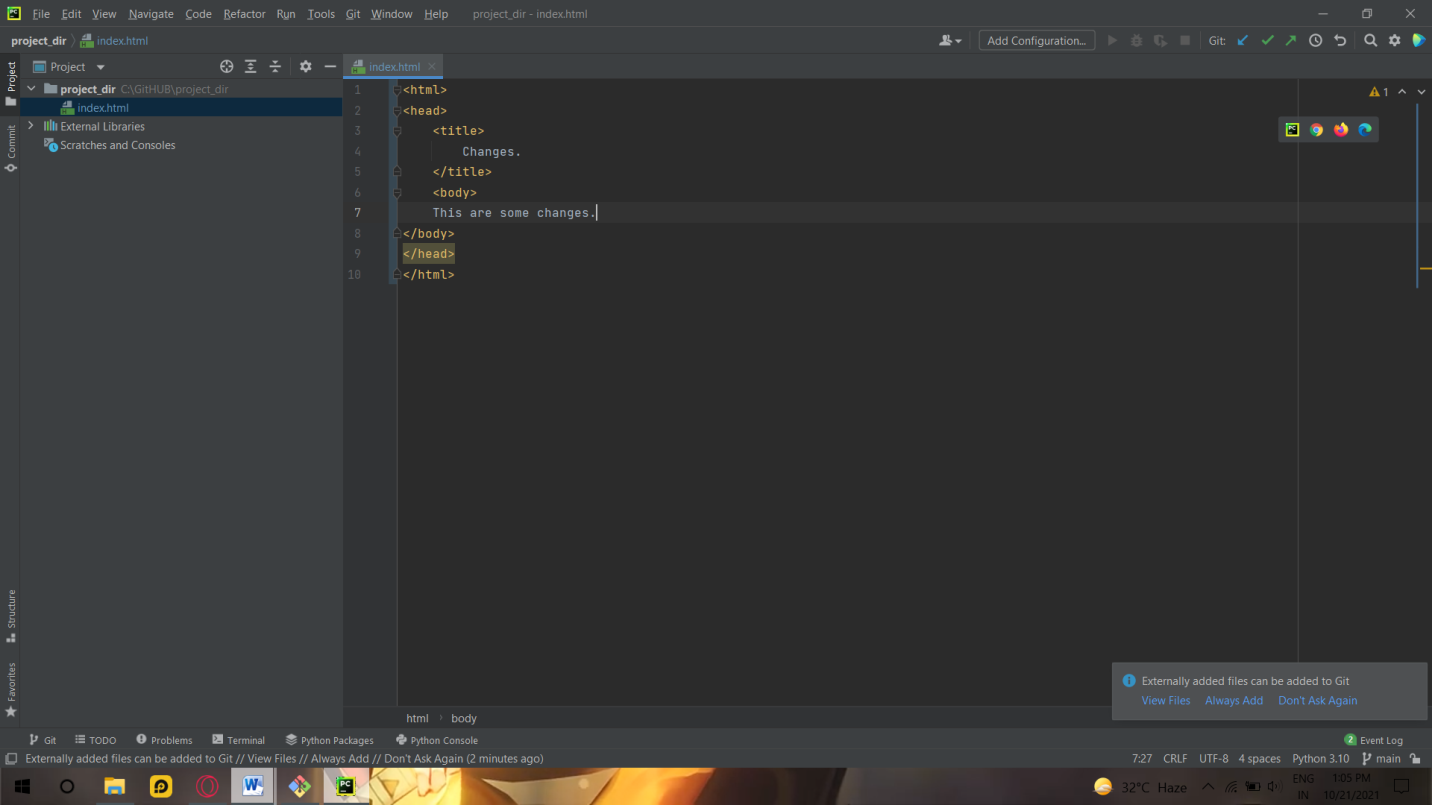 File Edit View Navigate Code Refactor Run Tools Git Window Help project_dir - index.html
project_dir index.html Add Configuration... Git:
Project index.html
project_dir C:\GitHUB\project_dir
index.html
External Libraries
Scratches and Consoles
Project
Commit
Structure
Favorites
1 <html>
2 <head>
3 <title>
4 Changes.
5 </title>
6 <body>
7 This are some changes.
8 </body>
9 </head>
10 </html>
1
Externally added files can be added to Git
View Files Always Add Don't Ask Again
html body
Git TODO Problems Terminal Python Packages Python Console 2 Event Log
Externally added files can be added to Git // View Files // Always Add // Don't Ask Again (2 minutes ago) 7:27 CRLF UTF-8 4 spaces Python 3.10 main
32°C Haze ENG 1:05 PM
IN 10/21/2021